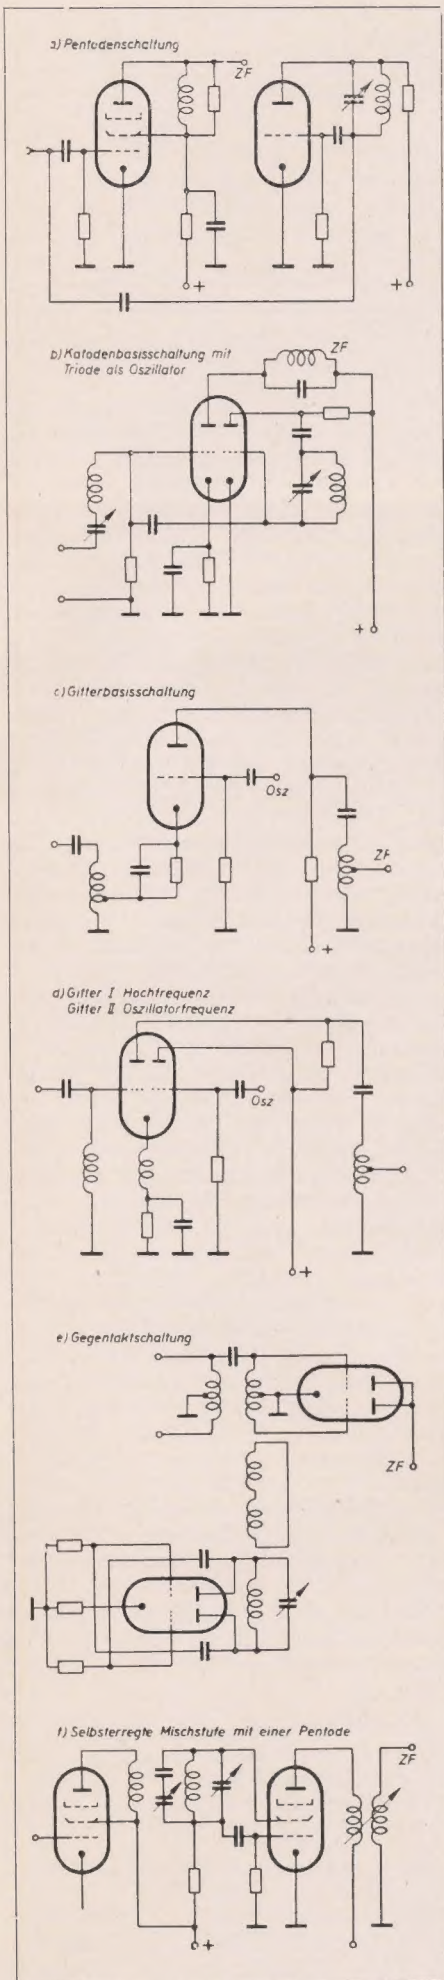 a) Pentodenschaltung
ZF
+
+
b) Katodenbasisschaltung mit
Triode als Oszillator
ZF
+
c) Gitterbasisschaltung
Osz
ZF
+
d) Gitter I Hochfrequenz
Gitter II Oszillatorfrequenz
Osz
+
e) Gegentaktschaltung
ZF
f) Selbsterregte Mischstufe mit einer Pentode
ZF
+